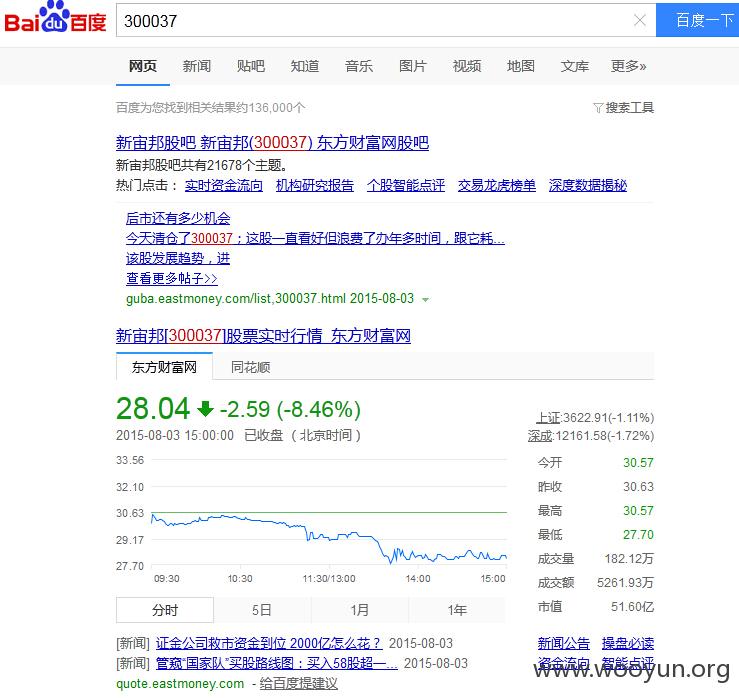 Bai du 百度 300037 百度一下
网页 新闻 贴吧 知道 音乐 图片 视频 地图 文库 更多»
百度为您找到相关结果约136,000个 搜索工具
新宙邦股吧_新宙邦(300037)_东方财富网股吧
新宙邦股吧共有21678个主题。
热门点击： 实时资金流向 机构研究报告 个股智能点评 交易龙虎榜单 深度数据揭秘
后市还有多少机会
今天清仓了300037；这股一直看好但浪费了办年多时间，跟它耗...
该股发展趋势，进
查看更多帖子>>
guba.eastmoney.com/list,300037.html 2015-08-03
新宙邦[300037]股票实时行情_东方财富网
东方财富网 同花顺
28.04 -2.59 (-8.46%)
2015-08-03 15:00:00 已收盘 （北京时间）
上证:3622.91(-1.11%)
深成:12161.58(-1.72%)
33.56
32.10
30.63
29.17
27.70
09:30 10:30 11:30/13:00 14:00 15:00
今开 30.57
昨收 30.63
最高 30.57
最低 27.70
成交量 182.12万
成交额 5261.93万
市值 51.60亿
分时 5日 1月 1年
[新闻] 证金公司救市资金到位 2000亿怎么花？ 2015-08-03
[新闻] 管窥“国家队”买股路线图：买入58股超一... 2015-08-03
新闻公告 操盘必读
资金流向 智能点评
quote.eastmoney.com - 给百度提建议
www.wooyun.org